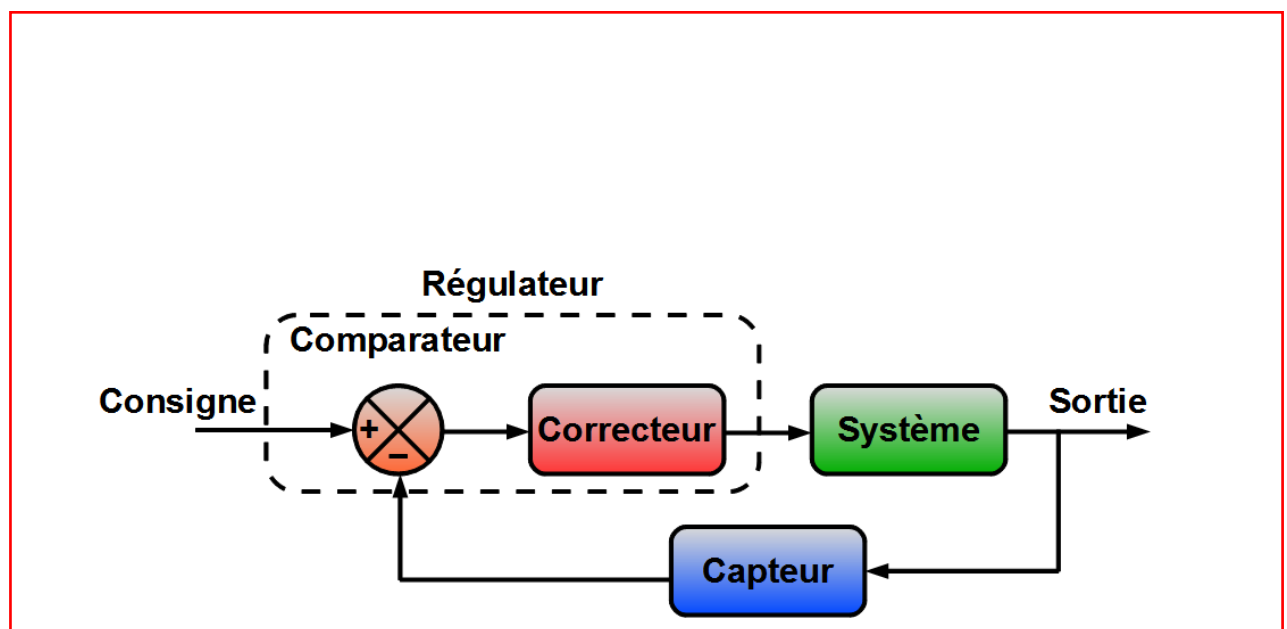 Régulateur
Comparateur
Consigne
+
−
Correcteur
Système
Sortie
Capteur